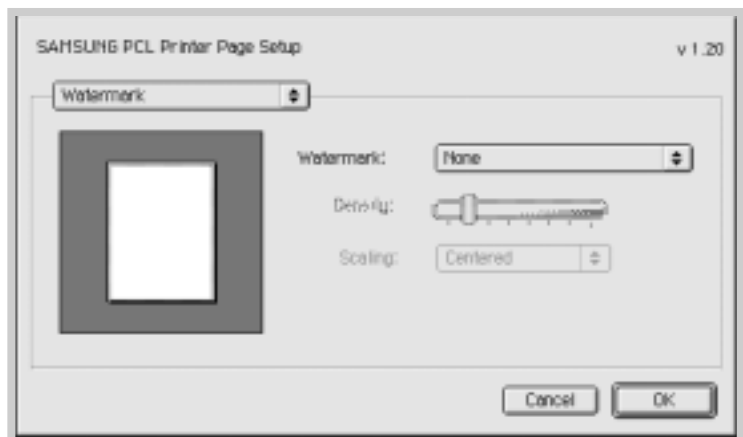 SAMSUNG PCL Printer Page Setup v 1.20
Watermark
Watermark: None
Density:
Scaling: Centered
Cancel OK